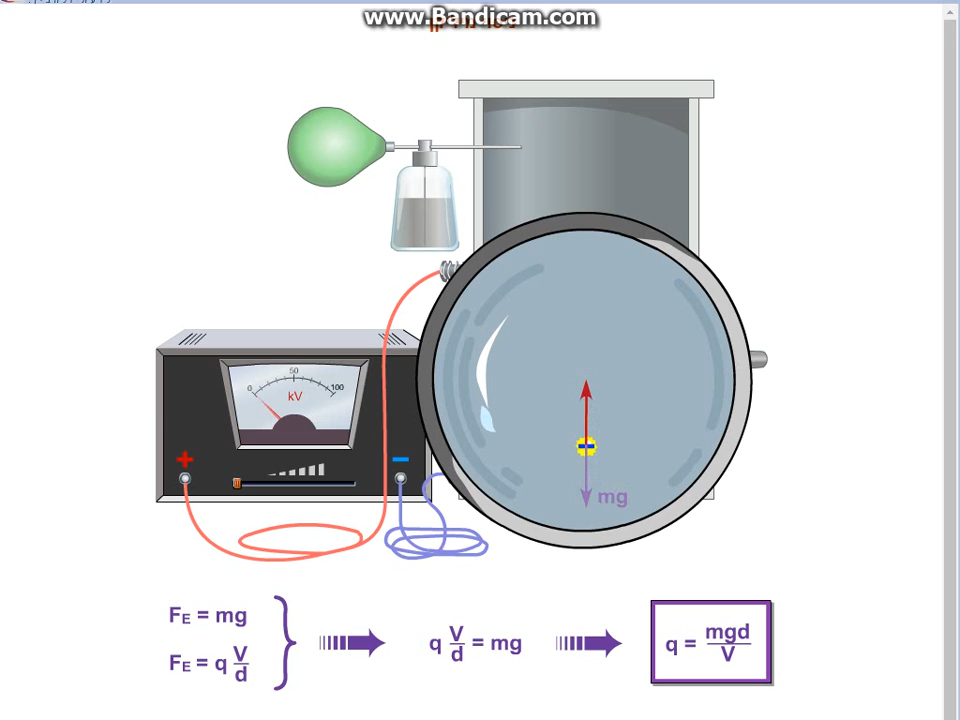 www.Bandicam.com
0 50 100
kV
+ −
−
mg
FE = mg
FE = q V/d
q V/d = mg
q = mgd/V